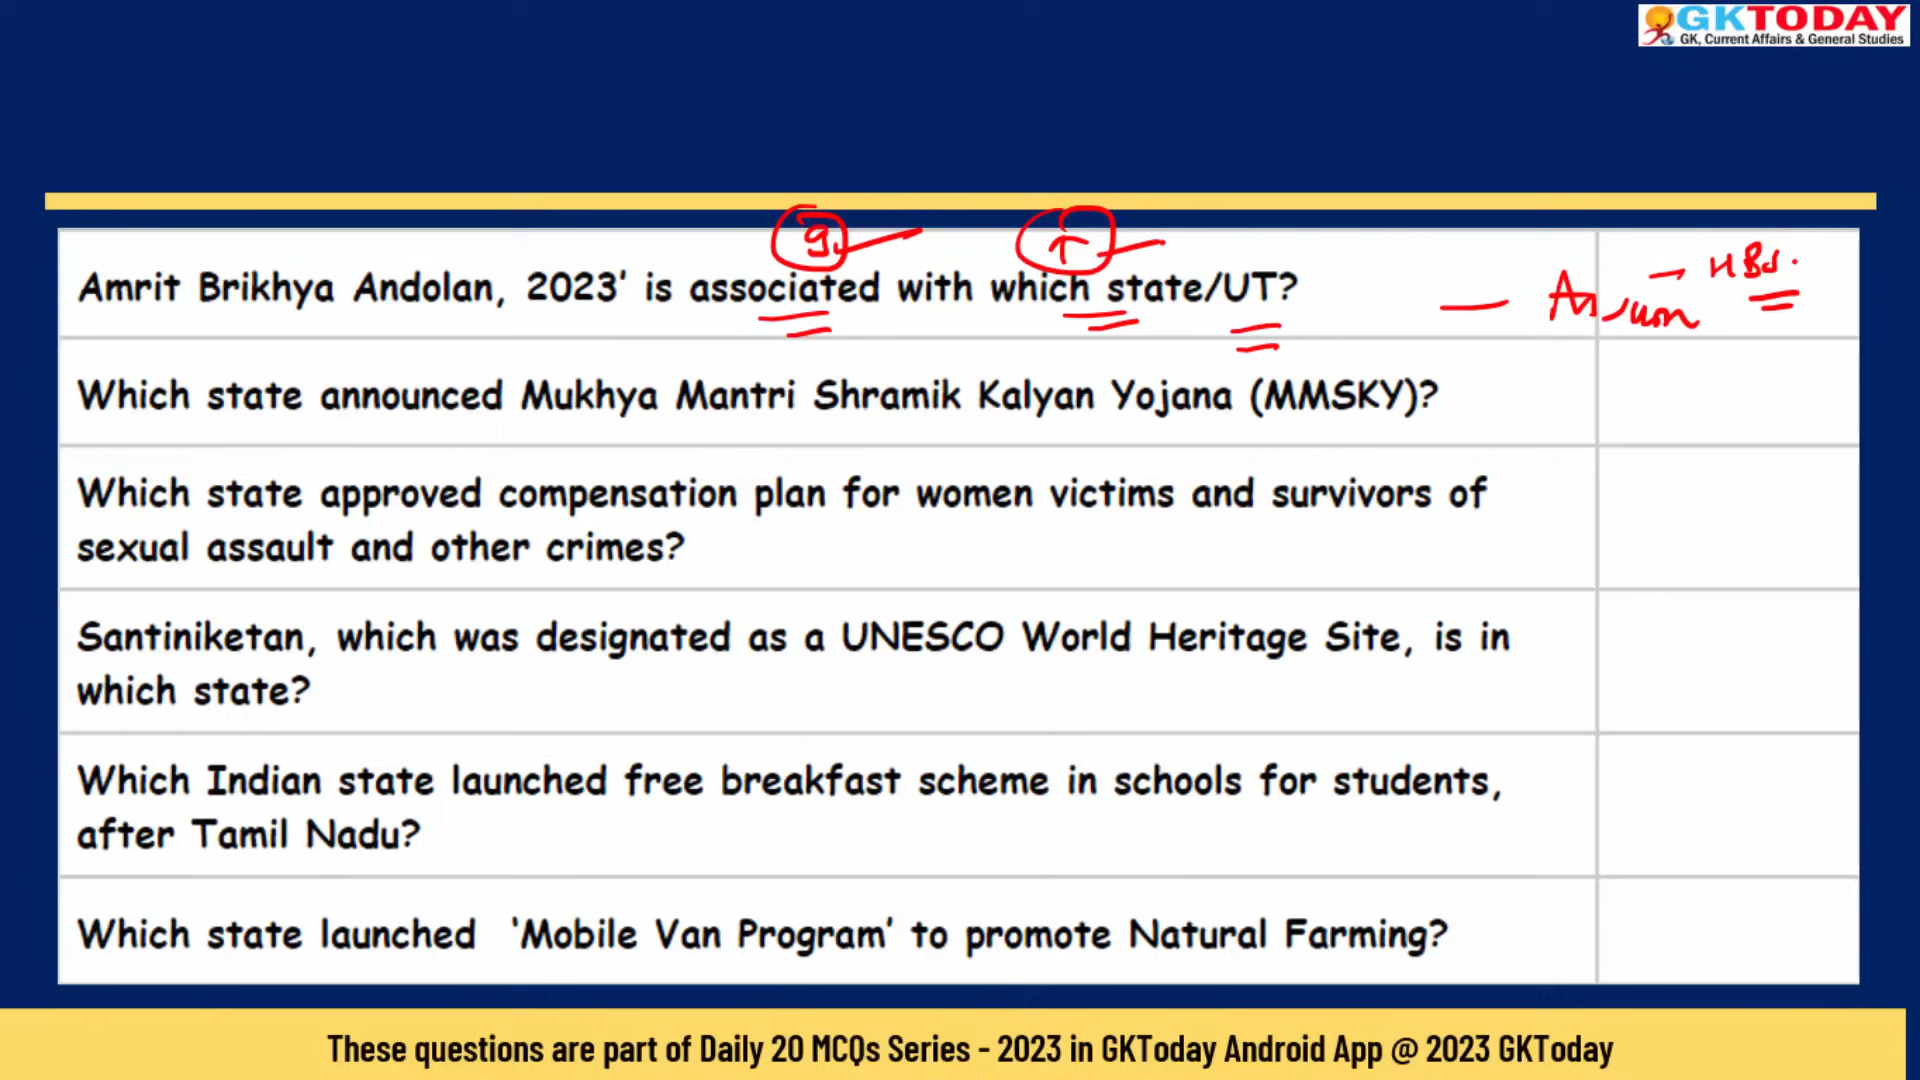 GKTODAY
GK, Current Affairs & General Studies
Amrit Brikhya Andolan, 2023’ is associated with which state/UT?
HBS.
Which state announced Mukhya Mantri Shramik Kalyan Yojana (MMSKY)?
Which state approved compensation plan for women victims and survivors of
sexual assault and other crimes?
Santiniketan, which was designated as a UNESCO World Heritage Site, is in
which state?
Which Indian state launched free breakfast scheme in schools for students,
after Tamil Nadu?
Which state launched ‘Mobile Van Program’ to promote Natural Farming?
These questions are part of Daily 20 MCQs Series - 2023 in GKToday Android App @ 2023 GKToday